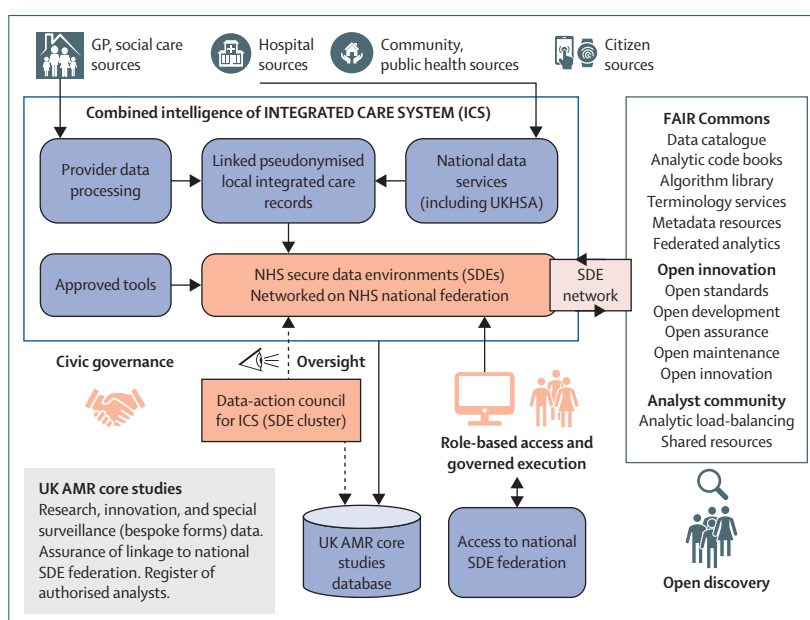 GP, social care
sources
Hospital
sources
Community,
public health sources
Citizen
sources
Combined intelligence of INTEGRATED CARE SYSTEM (ICS)
Provider data
processing
Linked pseudonymised
local integrated care
records
National data
services
(including UKHSA)
Approved tools
NHS secure data environments (SDEs)
Networked on NHS national federation
SDE
network
FAIR Commons
Data catalogue
Analytic code books
Algorithm library
Terminology services
Metadata resources
Federated analytics
Open innovation
Open standards
Open development
Open assurance
Open maintenance
Open innovation
Analyst community
Analytic load-balancing
Shared resources
Civic governance
Oversight
Data-action council
for ICS (SDE cluster)
Role-based access and
governed execution
UK AMR core studies
Research, innovation, and special
surveillance (bespoke forms) data.
Assurance of linkage to national
SDE federation. Register of
authorised analysts.
UK AMR core
studies
database
Access to national
SDE federation
Open discovery